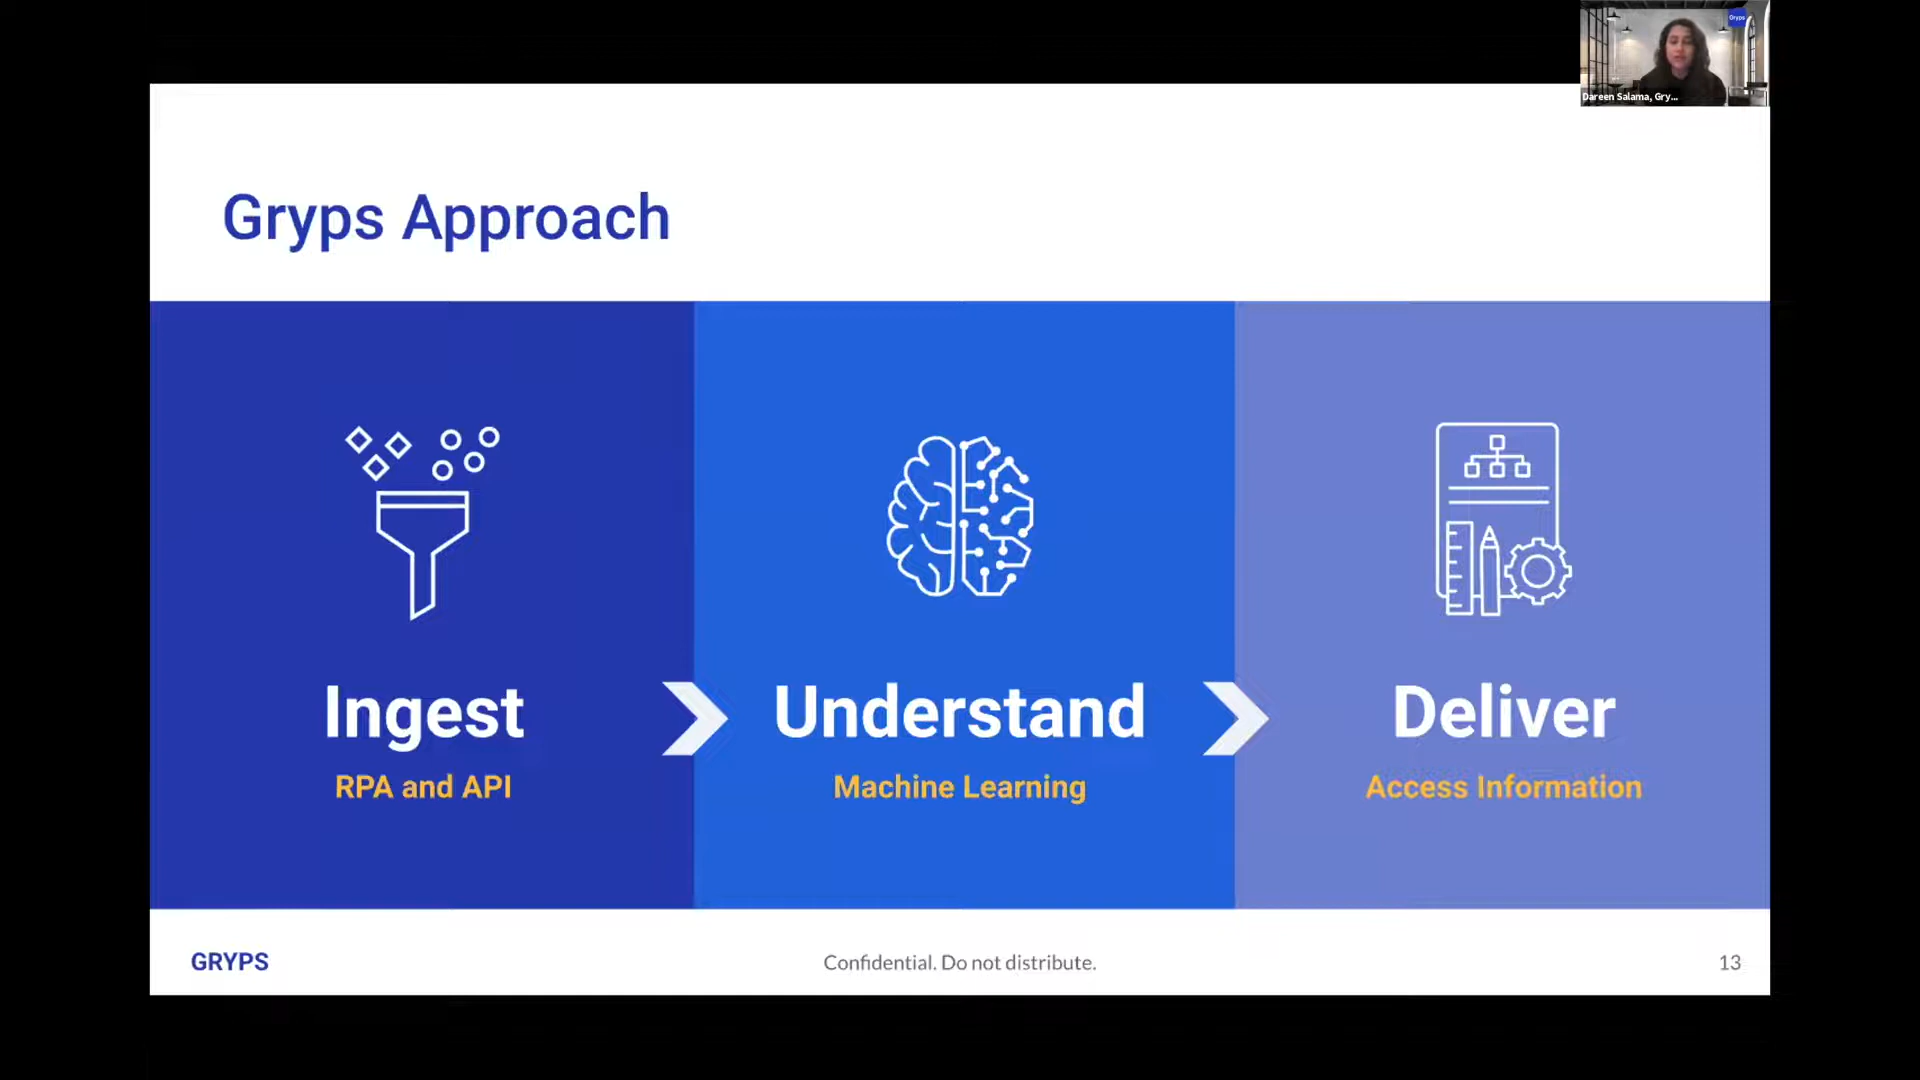 Gryps
Dareen Salama, Gry...
Gryps Approach
Ingest
RPA and API
Understand
Machine Learning
Deliver
Access Information
GRYPS
Confidential. Do not distribute.
13